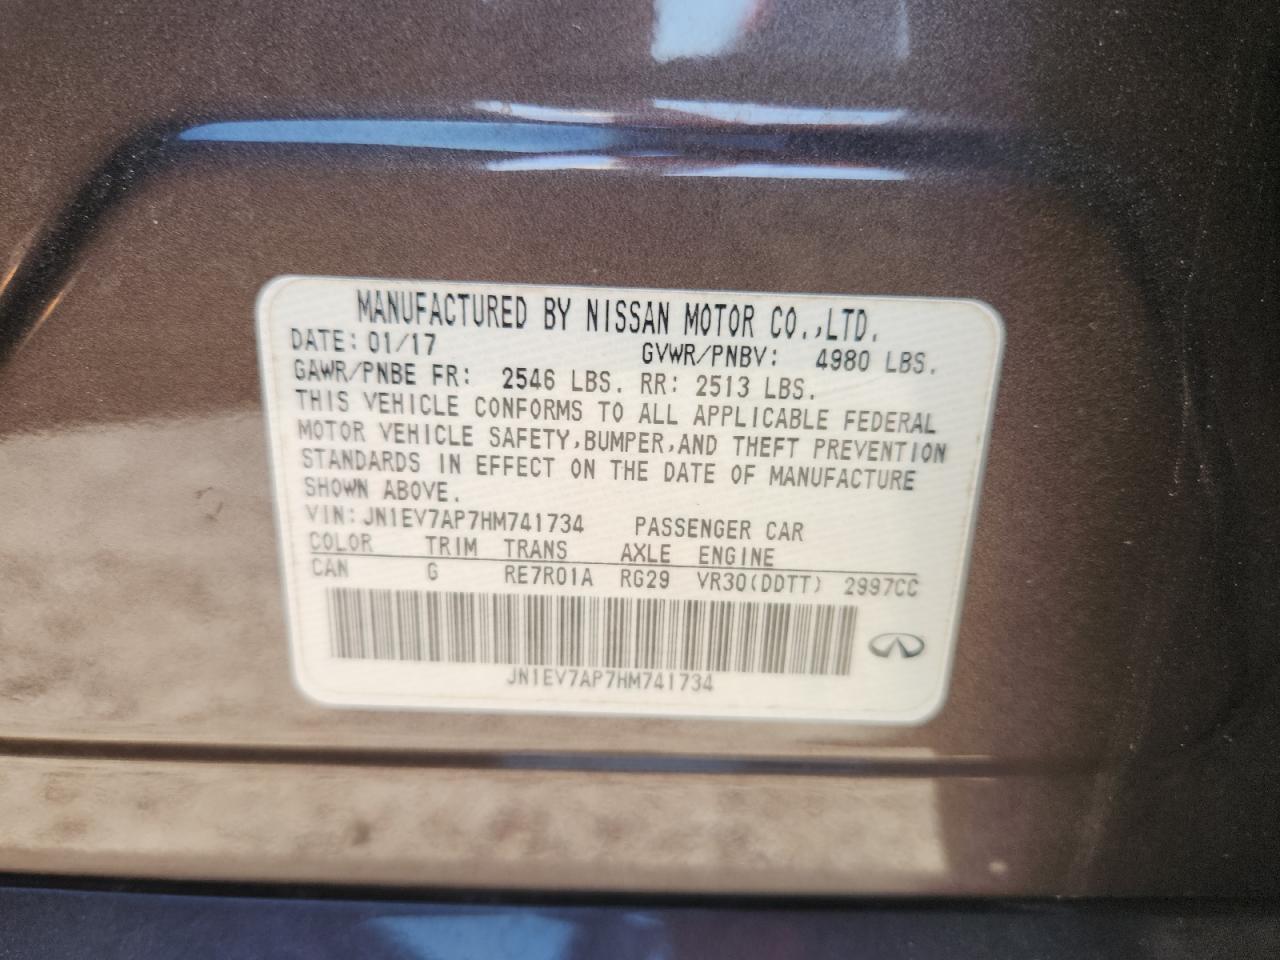 MANUFACTURED BY NISSAN MOTOR CO.,LTD.
DATE: 01/17 GVWR/PNBV: 4980 LBS.
GAWR/PNBE FR: 2546 LBS. RR: 2513 LBS.
THIS VEHICLE CONFORMS TO ALL APPLICABLE FEDERAL
MOTOR VEHICLE SAFETY,BUMPER,AND THEFT PREVENTION
STANDARDS IN EFFECT ON THE DATE OF MANUFACTURE
SHOWN ABOVE.
VIN:JN1EV7AP7HM741734 PASSENGER CAR
COLOR TRIM TRANS AXLE ENGINE
CAN G RE7R01A RG29 VR30(DDTT) 2997CC
JN1EV7AP7HM741734